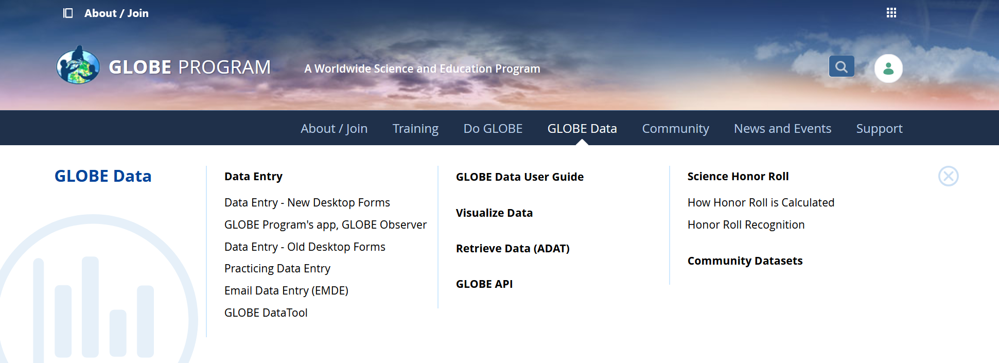 About / Join
GLOBE PROGRAM
A Worldwide Science and Education Program
About / Join
Training
Do GLOBE
GLOBE Data
Community
News and Events
Support
GLOBE Data
Data Entry
Data Entry - New Desktop Forms
GLOBE Program's app, GLOBE Observer
Data Entry - Old Desktop Forms
Practicing Data Entry
Email Data Entry (EMDE)
GLOBE DataTool
GLOBE Data User Guide
Visualize Data
Retrieve Data (ADAT)
GLOBE API
Science Honor Roll
How Honor Roll is Calculated
Honor Roll Recognition
Community Datasets